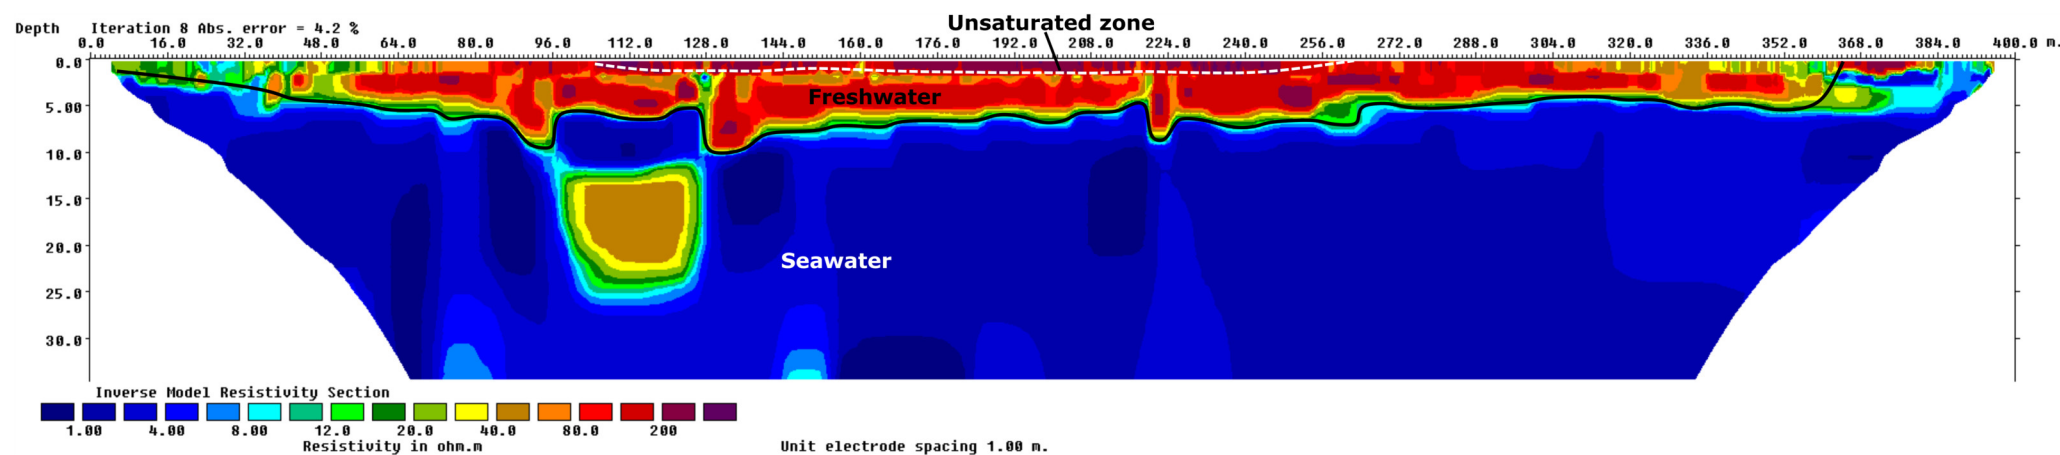 Unsaturated zone
Depth Iteration 8 Abs. error = 4.2 %
0.0 16.0 32.0 48.0 64.0 80.0 96.0 112.0 128.0 144.0 160.0 176.0 192.0 208.0 224.0 240.0 256.0 272.0 288.0 304.0 320.0 336.0 352.0 368.0 384.0 400.0 m.
0.0
Freshwater
5.00
10.0
15.0
20.0
Seawater
25.0
30.0
Inverse Model Resistivity Section
1.00 4.00 8.00 12.0 20.0 40.0 80.0 200
Resistivity in ohm.m Unit electrode spacing 1.00 m.